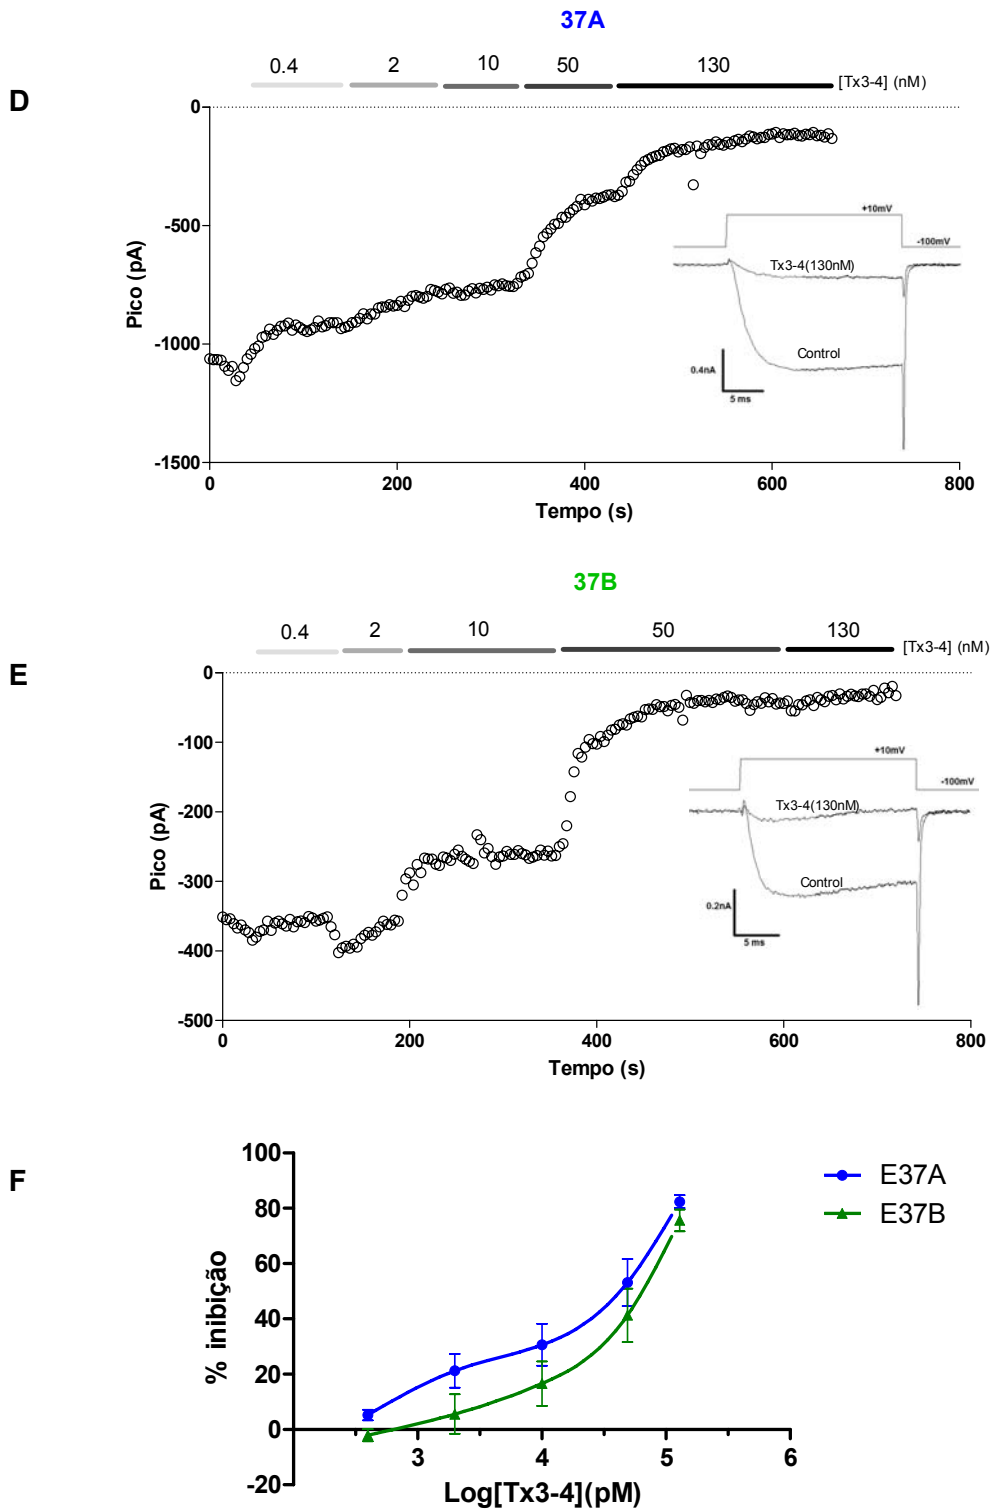 37A
0.4 2 10 50 130 [Tx3-4] (nM)
D
0
-500
-1000
-1500
Pico (pA)
0 200 400 600 800
Tempo (s)
+10mV
-100mV
Tx3-4(130nM)
Control
0.4nA
5 ms
37B
0.4 2 10 50 130 [Tx3-4] (nM)
E
0
-100
-200
-300
-400
-500
Pico (pA)
0 200 400 600 800
Tempo (s)
+10mV
-100mV
Tx3-4(130nM)
Control
0.2nA
5 ms
F
100
80
60
40
20
0
-20
% inibição
3 4 5 6
Log[Tx3-4](pM)
E37A
E37B